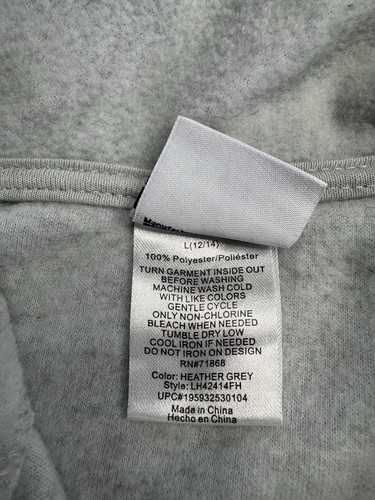 L(12/14)
100% Polyester/Poliéster
TURN GARMENT INSIDE OUT
BEFORE WASHING
MACHINE WASH COLD
WITH LIKE COLORS
GENTLE CYCLE
ONLY NON-CHLORINE
BLEACH WHEN NEEDED
TUMBLE DRY LOW
COOL IRON IF NEEDED
DO NOT IRON ON DESIGN
RN#71868
Color: HEATHER GREY
Style: LH42414FH
UPC#195932530104
Made in China
Hecho en China